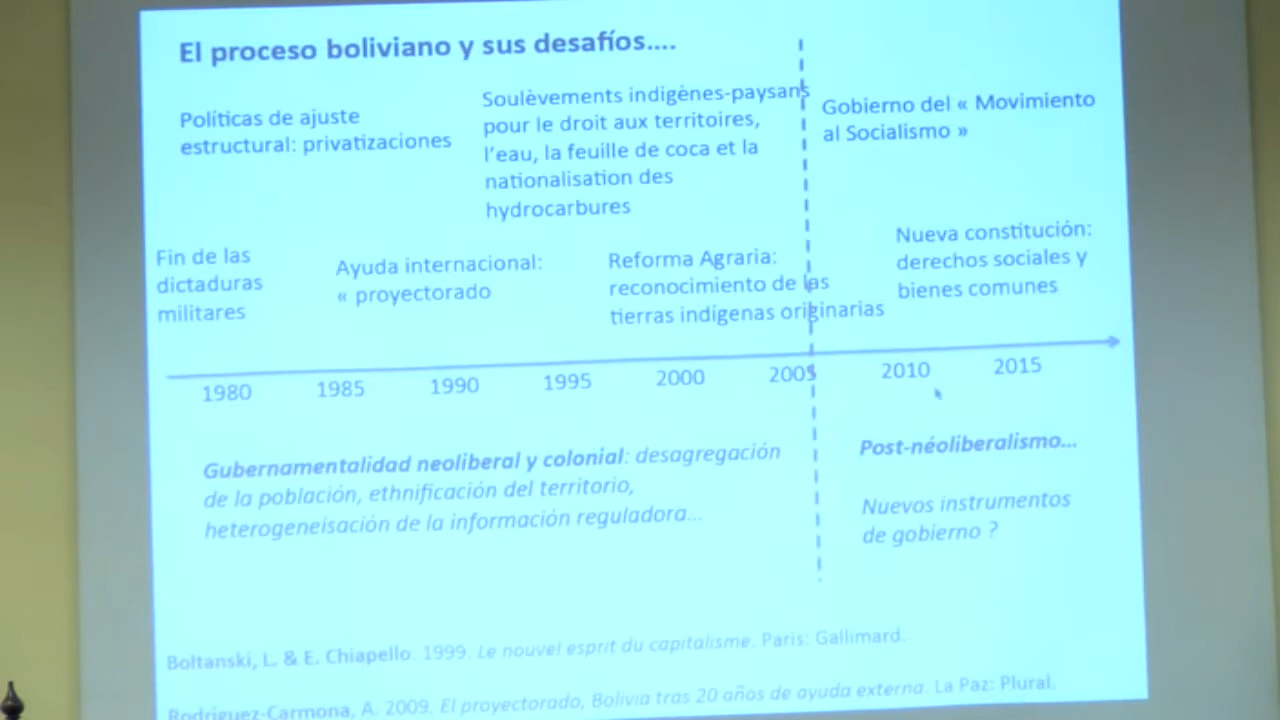 El proceso boliviano y sus desafíos....
Políticas de ajuste
estructural: privatizaciones
Soulèvements indigènes-paysans
pour le droit aux territoires,
l'eau, la feuille de coca et la
nationalisation des
hydrocarbures
Gobierno del « Movimiento
al Socialismo »
Fin de las
dictaduras
militares
Ayuda internacional:
« proyectorado
Reforma Agraria:
reconocimiento de las
tierras indígenas originarias
Nueva constitución:
derechos sociales y
bienes comunes
1980 1985 1990 1995 2000 2005 2010 2015
Gubernamentalidad neoliberal y colonial: desagregación
de la población, ethnificación del territorio,
heterogeneisación de la información reguladora...
Post-néoliberalismo...
Nuevos instrumentos
de gobierno ?
Boltanski, L. & E. Chiapello. 1999. Le nouvel esprit du capitalisme. Paris: Gallimard.
Rodríguez-Carmona, A. 2009. El proyectorado, Bolivia tras 20 años de ayuda externa. La Paz: Plural.